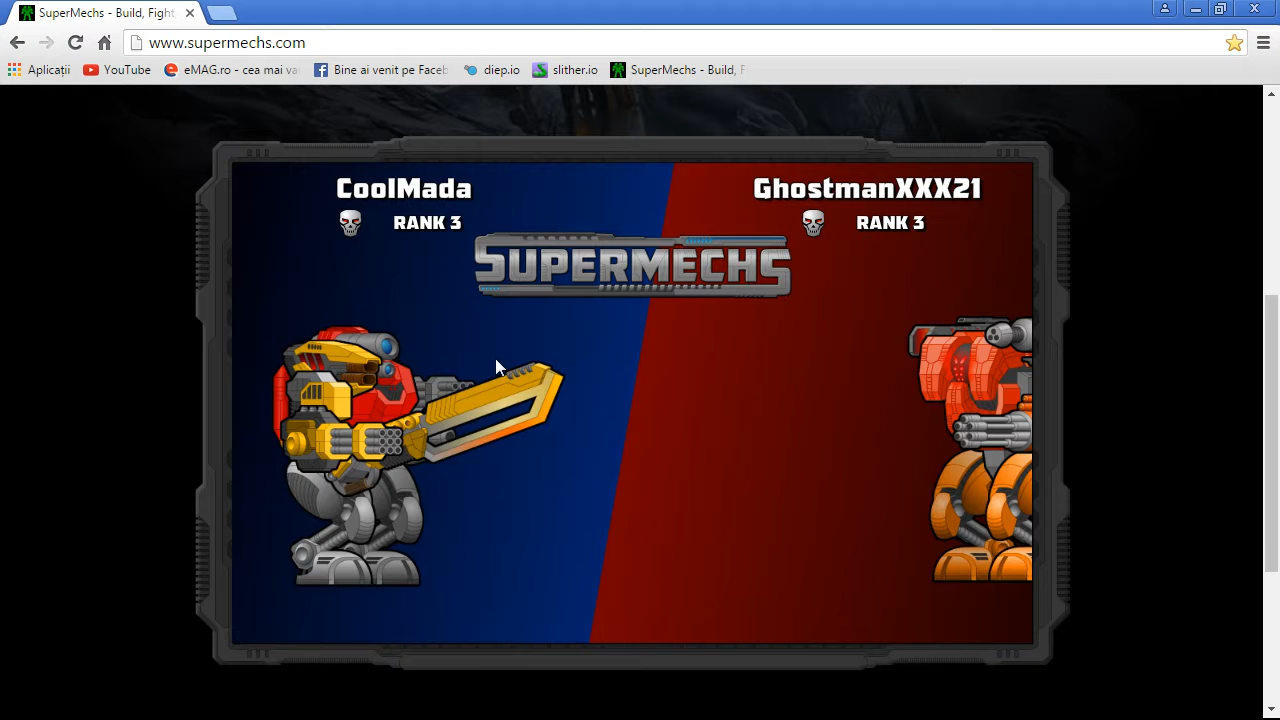 SuperMechs - Build, Fight
www.supermechs.com
Aplicații YouTube eMAG.ro - cea mai va Bine ai venit pe Faceb diep.io slither.io SuperMechs - Build, F
CoolMada GhostmanXXX21
RANK 3 RANK 3
SUPERMECHS